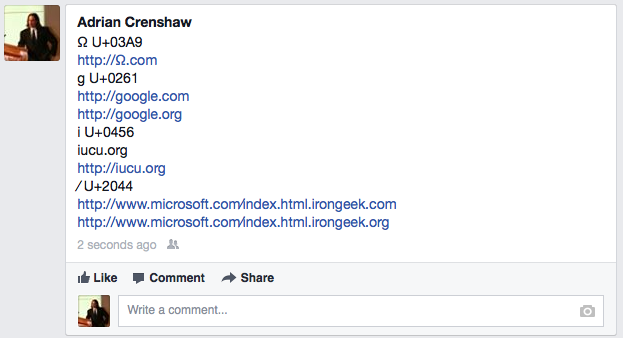 Adrian Crenshaw
Ω U+03A9
http://Ω.com
g U+0261
http://google.com
http://google.org
i U+0456
iucu.org
http://iucu.org
⁄ U+2044
http://www.microsoft.com⁄index.html.irongeek.com
http://www.microsoft.com⁄index.html.irongeek.org
2 seconds ago
Like Comment Share
Write a comment...